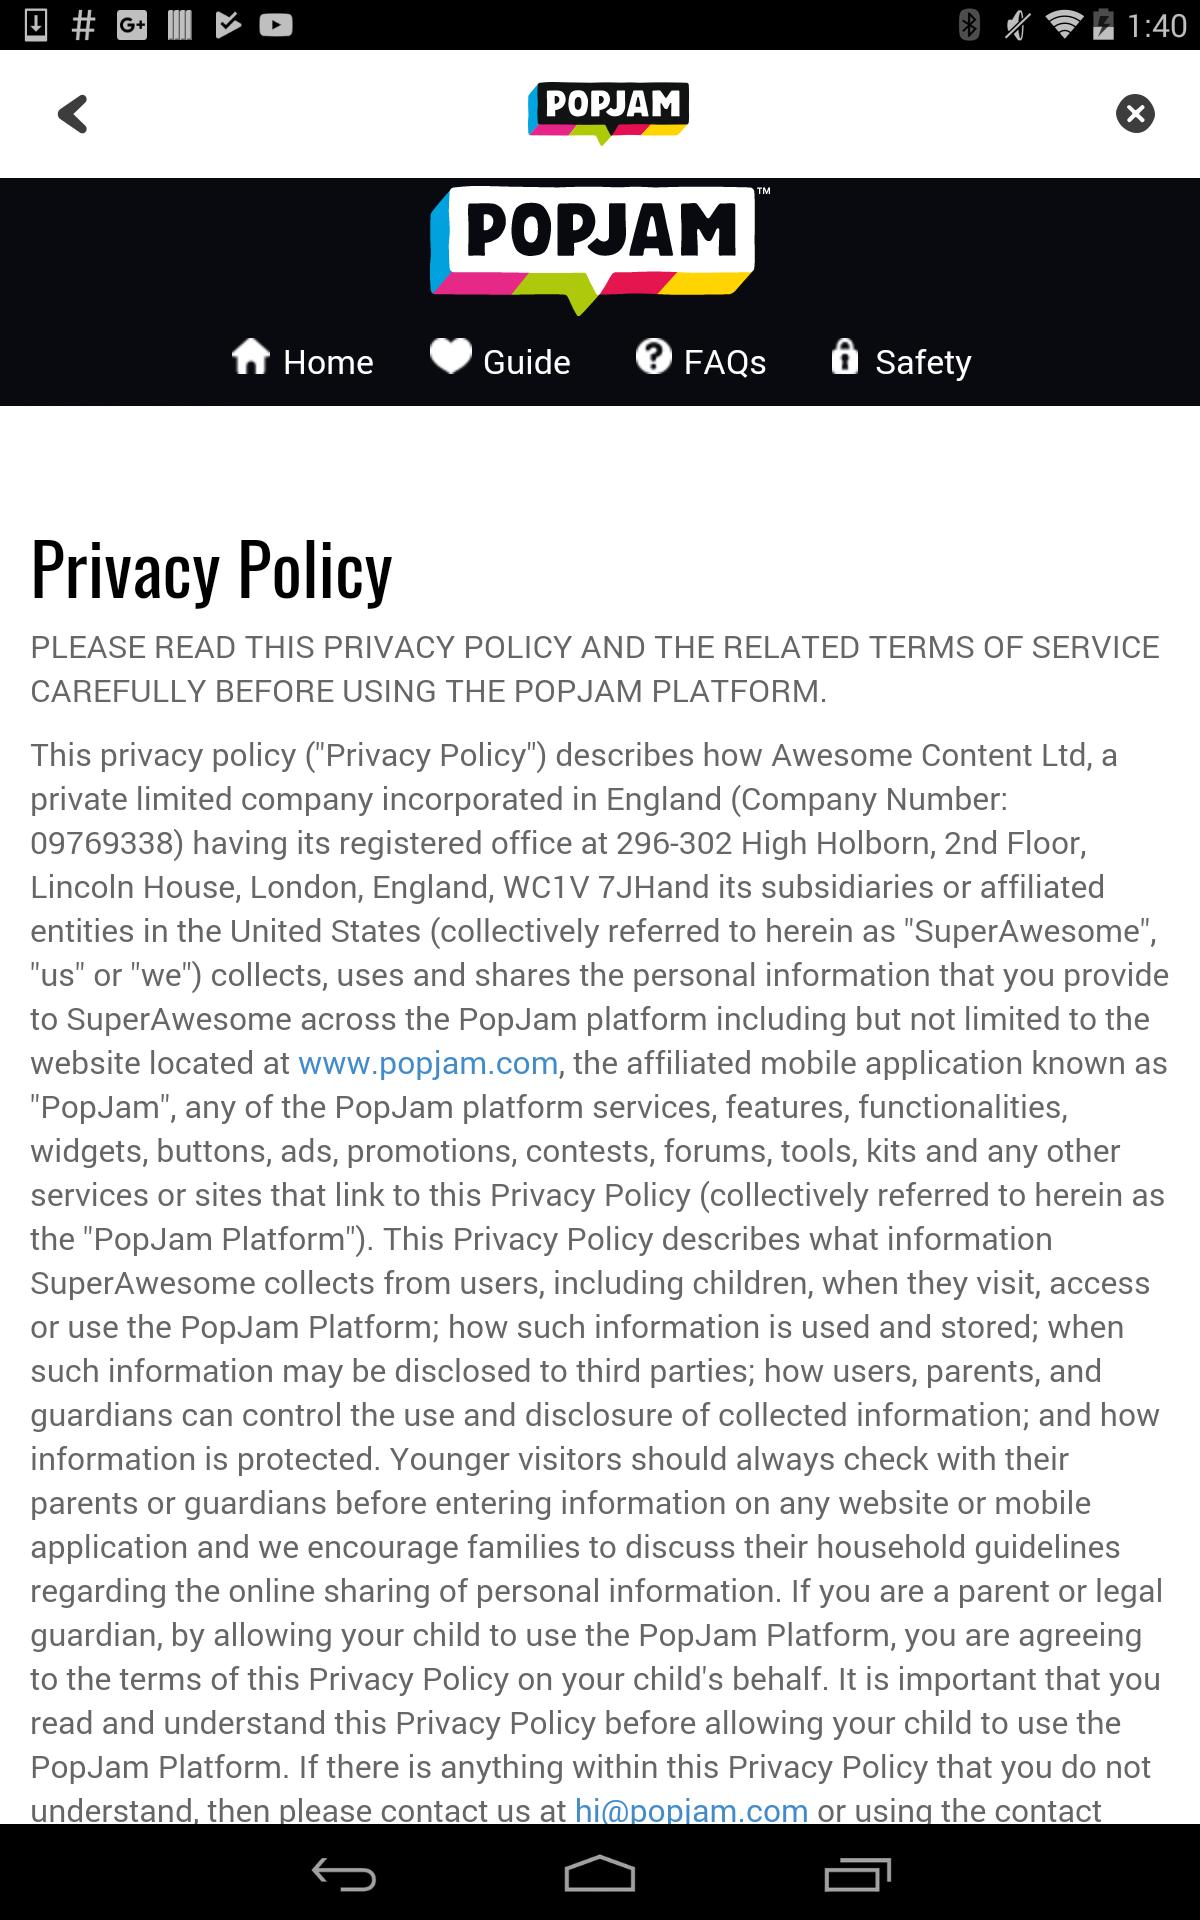 1:40
POPJAM
POPJAM™
Home Guide FAQs Safety
Privacy Policy
PLEASE READ THIS PRIVACY POLICY AND THE RELATED TERMS OF SERVICE
CAREFULLY BEFORE USING THE POPJAM PLATFORM.
This privacy policy ("Privacy Policy") describes how Awesome Content Ltd, a
private limited company incorporated in England (Company Number:
09769338) having its registered office at 296-302 High Holborn, 2nd Floor,
Lincoln House, London, England, WC1V 7JHand its subsidiaries or affiliated
entities in the United States (collectively referred to herein as "SuperAwesome",
"us" or "we") collects, uses and shares the personal information that you provide
to SuperAwesome across the PopJam platform including but not limited to the
website located at www.popjam.com, the affiliated mobile application known as
"PopJam", any of the PopJam platform services, features, functionalities,
widgets, buttons, ads, promotions, contests, forums, tools, kits and any other
services or sites that link to this Privacy Policy (collectively referred to herein as
the "PopJam Platform"). This Privacy Policy describes what information
SuperAwesome collects from users, including children, when they visit, access
or use the PopJam Platform; how such information is used and stored; when
such information may be disclosed to third parties; how users, parents, and
guardians can control the use and disclosure of collected information; and how
information is protected. Younger visitors should always check with their
parents or guardians before entering information on any website or mobile
application and we encourage families to discuss their household guidelines
regarding the online sharing of personal information. If you are a parent or legal
guardian, by allowing your child to use the PopJam Platform, you are agreeing
to the terms of this Privacy Policy on your child's behalf. It is important that you
read and understand this Privacy Policy before allowing your child to use the
PopJam Platform. If there is anything within this Privacy Policy that you do not
understand, then please contact us at hi@popjam.com or using the contact